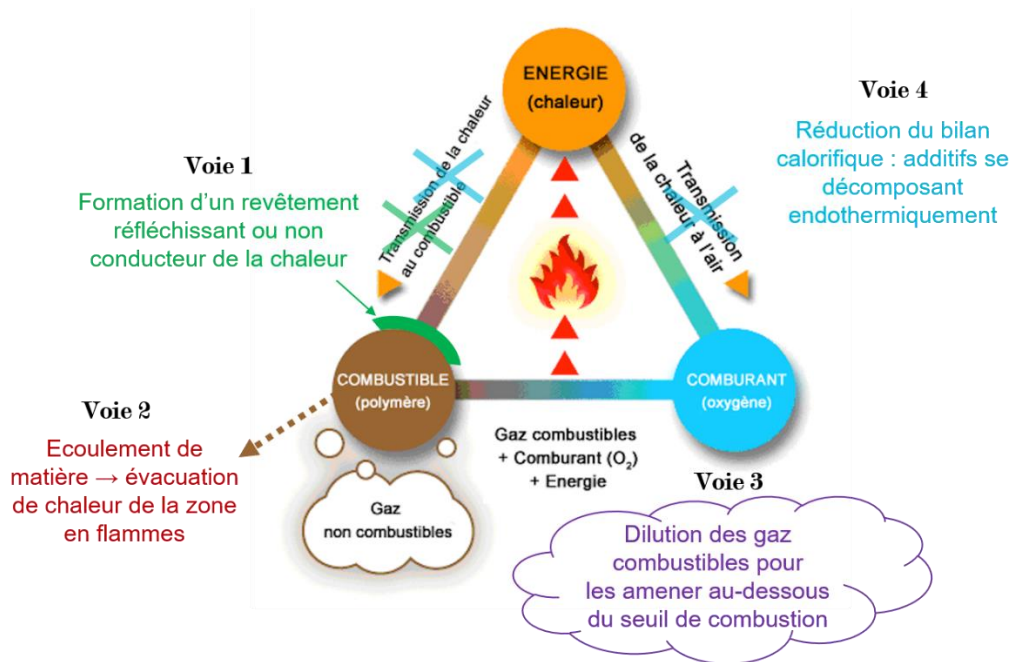 ENERGIE
(chaleur)
Voie 4
Réduction du bilan
calorifique : additifs se
décomposant
endothermiquement
Transmission de la chaleur
au combustible
Transmission
de la chaleur à l'air
Voie 1
Formation d'un revêtement
réfléchissant ou non
conducteur de la chaleur
COMBUSTIBLE
(polymère)
COMBURANT
(oxygène)
Voie 2
Ecoulement de
matière → évacuation
de chaleur de la zone
en flammes
Gaz
non combustibles
Gaz combustibles
+ Comburant (O₂)
+ Energie
Voie 3
Dilution des gaz
combustibles pour
les amener au-dessous
du seuil de combustion